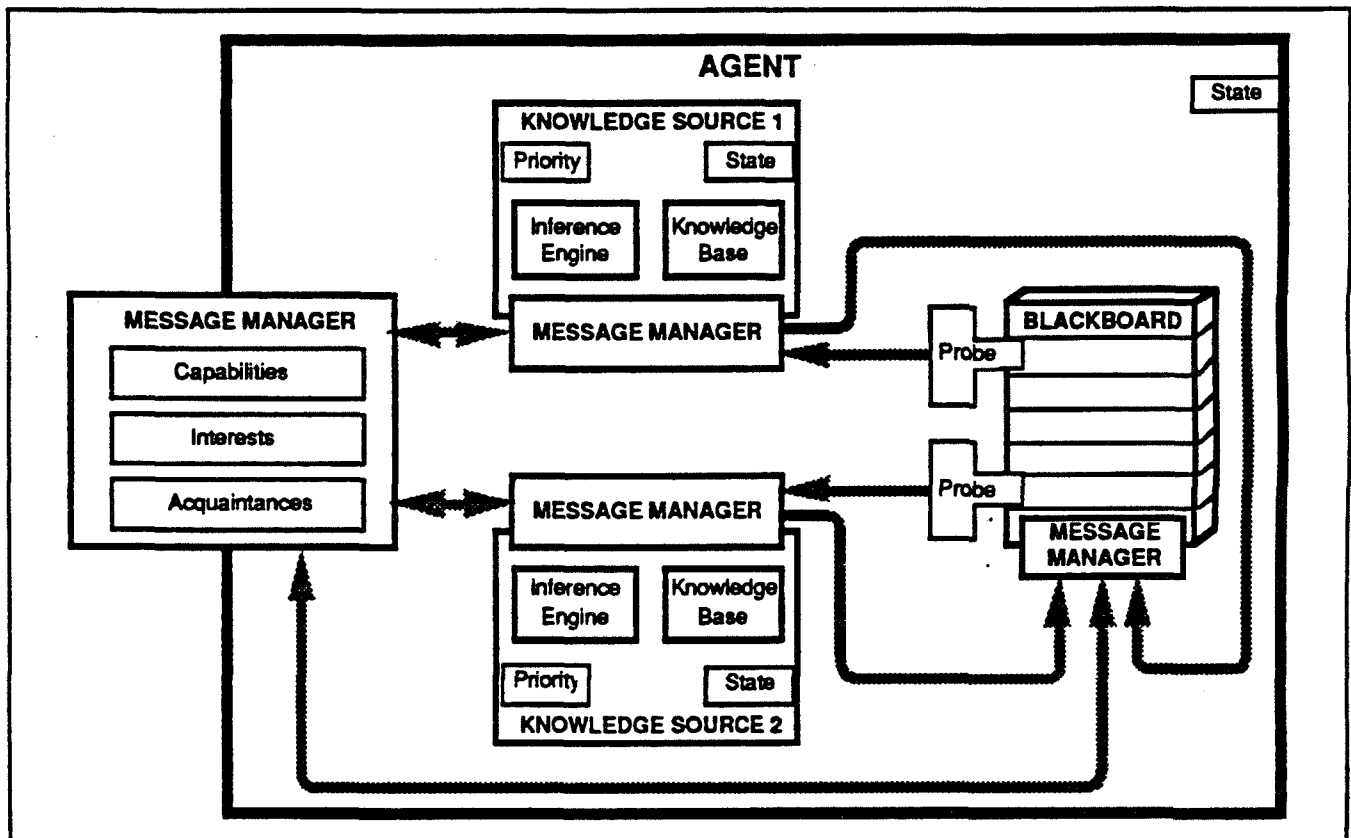 AGENT
State
KNOWLEDGE SOURCE 1
Priority
State
Inference
Engine
Knowledge
Base
MESSAGE MANAGER
MESSAGE MANAGER
Capabilities
Interests
Acquaintances
BLACKBOARD
Probe
Probe
MESSAGE
MANAGER
MESSAGE MANAGER
Inference
Engine
Knowledge
Base
Priority
State
KNOWLEDGE SOURCE 2